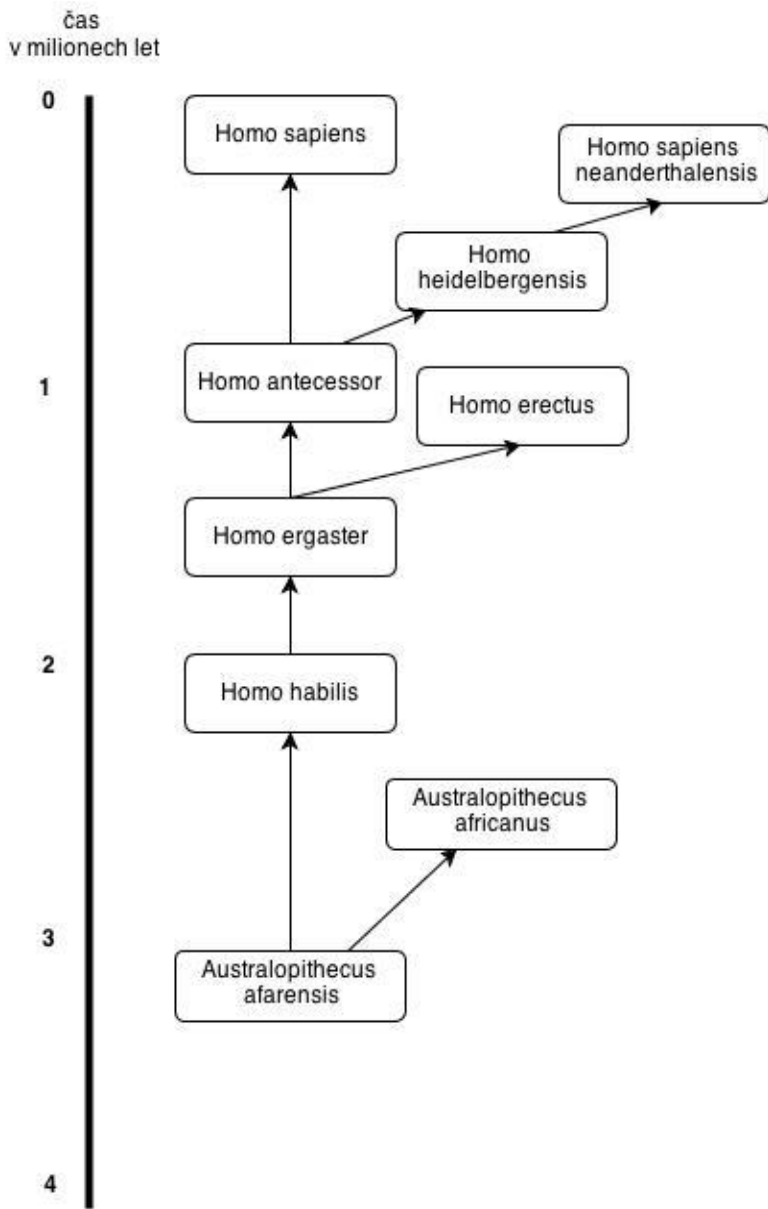 čas
v milionech let
0
Homo sapiens
Homo sapiens
neanderthalensis
Homo
heidelbergensis
1
Homo antecessor
Homo erectus
Homo ergaster
2
Homo habilis
Australopithecus
africanus
3
Australopithecus
afarensis
4